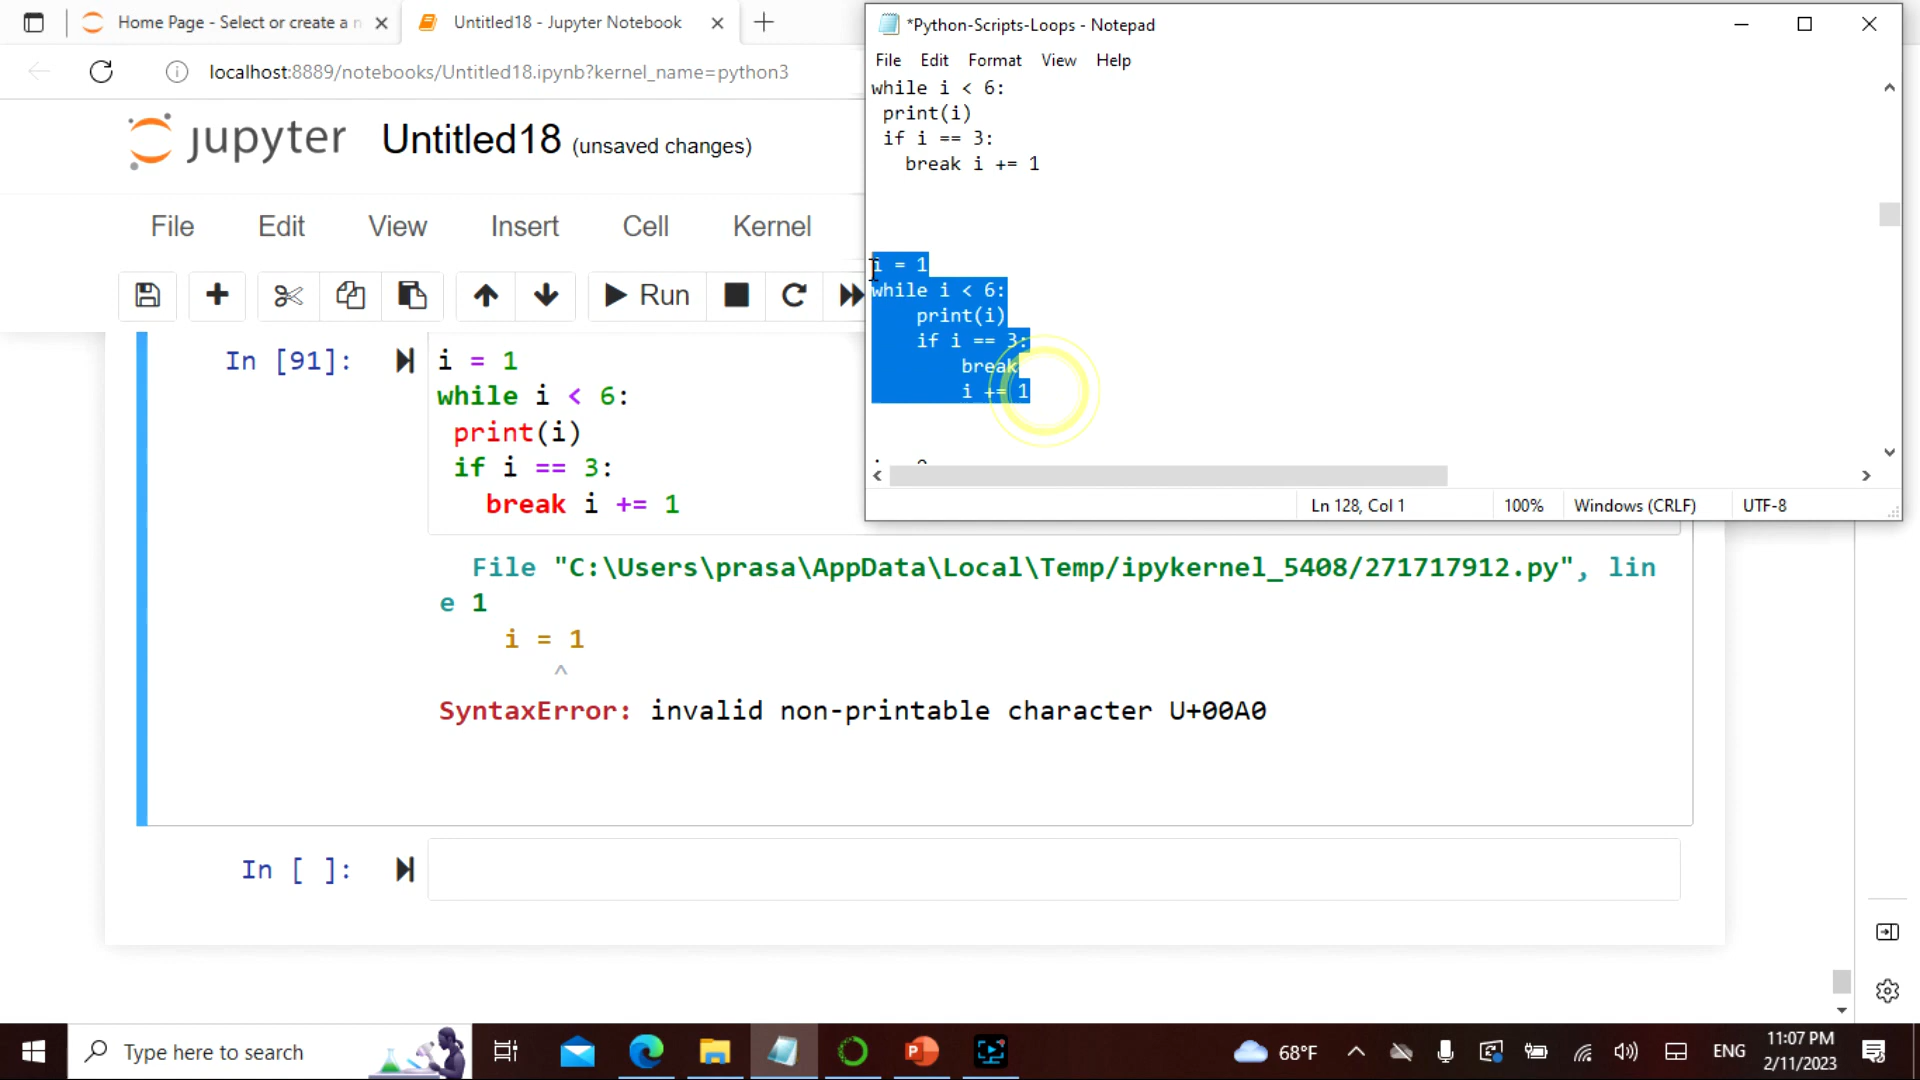 Home Page - Select or create a n
Untitled18 - Jupyter Notebook
localhost:8889/notebooks/Untitled18.ipynb?kernel_name=python3
jupyter Untitled18 (unsaved changes)
File Edit View Insert Cell Kernel
Run
In [91]:
i = 1
while i < 6:
print(i)
if i == 3:
break i += 1
File "C:\Users\prasa\AppData\Local\Temp/ipykernel_5408/271717912.py", lin
e 1
i = 1
^
SyntaxError: invalid non-printable character U+00A0
In [ ]:
*Python-Scripts-Loops - Notepad
File Edit Format View Help
while i < 6:
print(i)
if i == 3:
break i += 1
i = 1
while i < 6:
print(i)
if i == 3:
break
i += 1
Ln 128, Col 1
100%
Windows (CRLF)
UTF-8
Type here to search
68°F
ENG
11:07 PM
2/11/2023